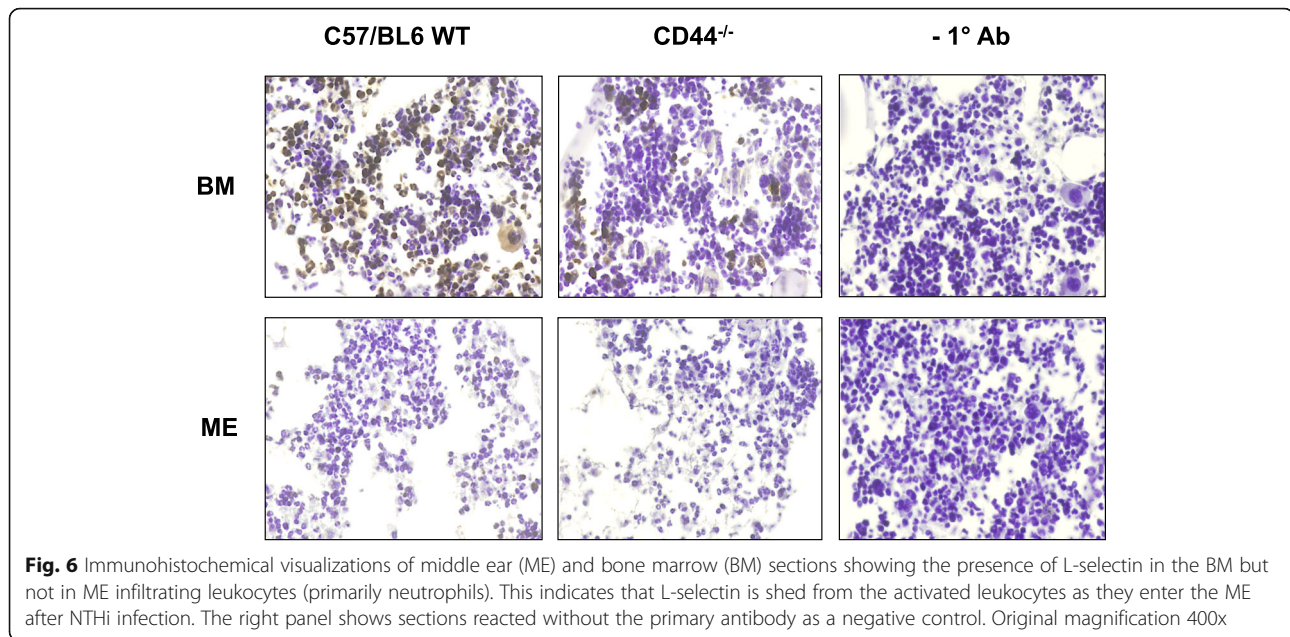 C57/BL6 WT CD44-/- - 1° Ab
BM
ME
Fig. 6 Immunohistochemical visualizations of middle ear (ME) and bone marrow (BM) sections showing the presence of L-selectin in the BM but
not in ME infiltrating leukocytes (primarily neutrophils). This indicates that L-selectin is shed from the activated leukocytes as they enter the ME
after NTHi infection. The right panel shows sections reacted without the primary antibody as a negative control. Original magnification 400x